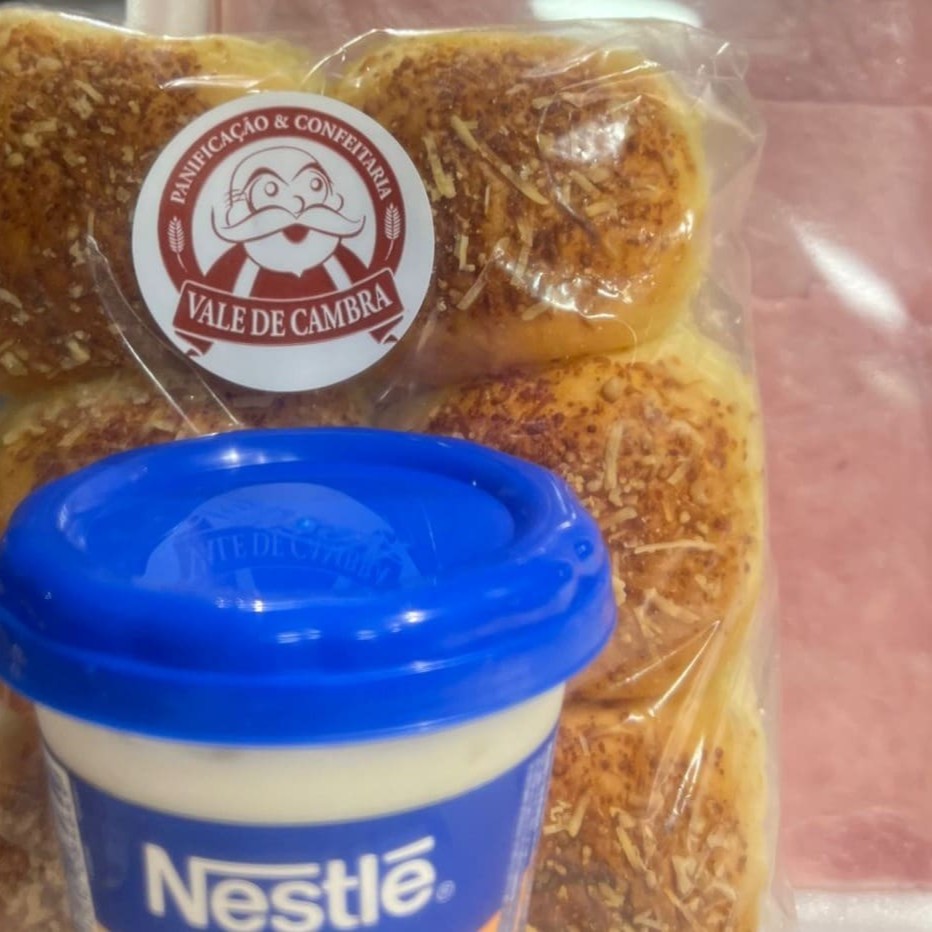 PANIFICAÇÃO & CONFEITARIA
VALE DE CAMBRA
Nestlé